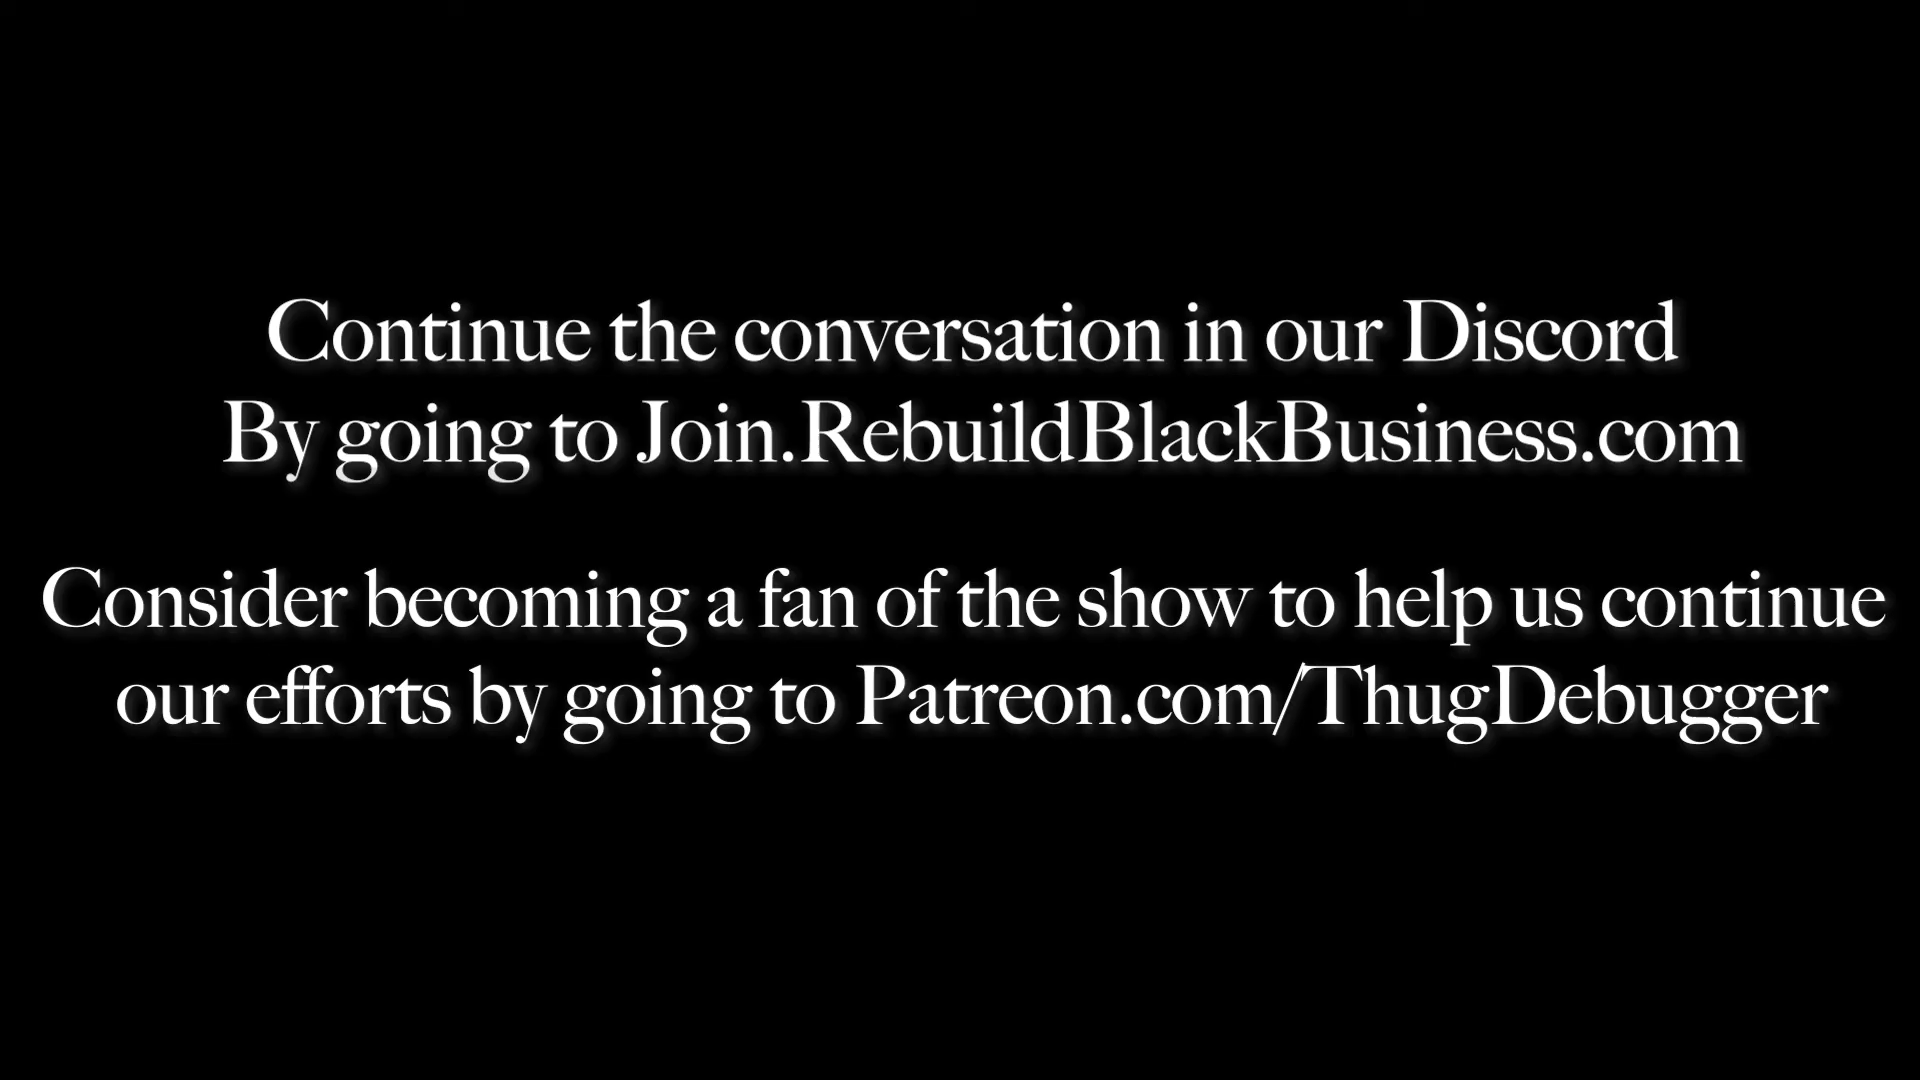 Continue the conversation in our Discord
By going to Join.RebuildBlackBusiness.com
Consider becoming a fan of the show to help us continue
our efforts by going to Patreon.com/ThugDebugger